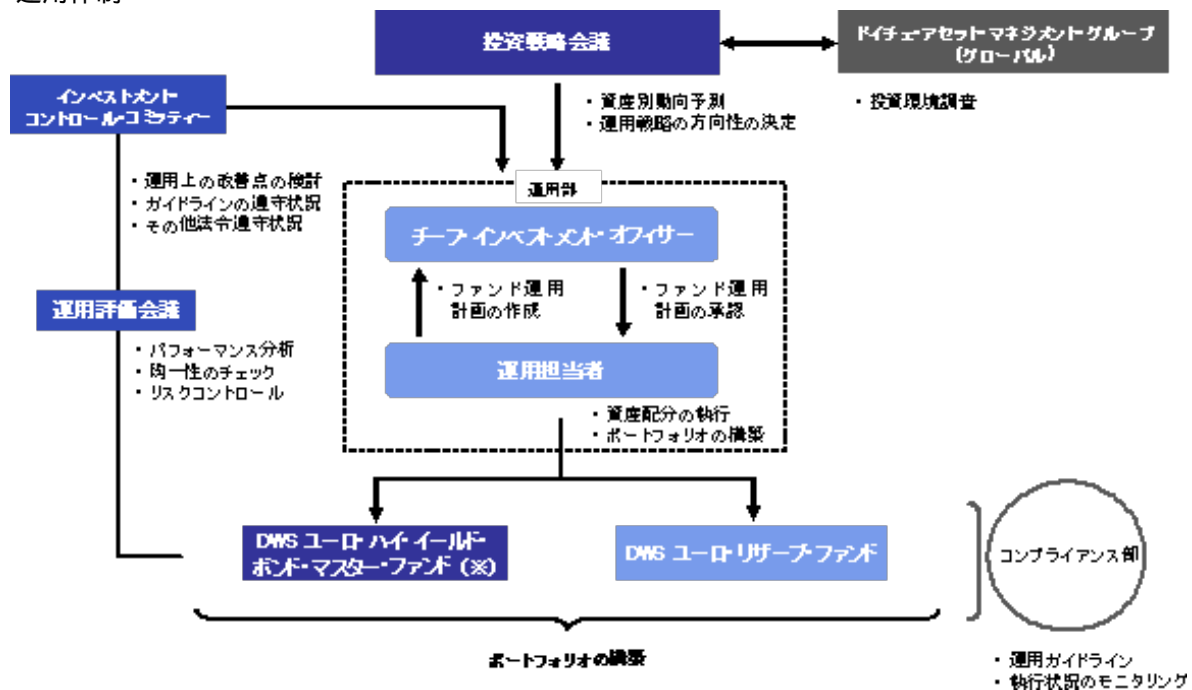 運用体制
投資戦略会議
ドイチェ・アセットマネジメントグループ
(グローバル)
インベストメント
コントロール・コミッティー
・資産別動向予測
・運用戦略の方向性の決定
・投資環境調査
・運用上の改善点の検討
・ガイドラインの遵守状況
・その他法令遵守状況
運用部
チーフ・インベストメント・オフィサー
・ファンド運用
計画の作成
・ファンド運用
計画の承認
運用評価会議
・パフォーマンス分析
・均一性のチェック
・リスクコントロール
運用担当者
・資産配分の執行
・ポートフォリオの構築
DWS ユーロ・ハイ・イールド・
ボンド・マスター・ファンド (※)
DWS ユーロ・リザーブ・ファンド
コンプライアンス部
ポートフォリオの構築
・運用ガイドライン
・執行状況のモニタリング